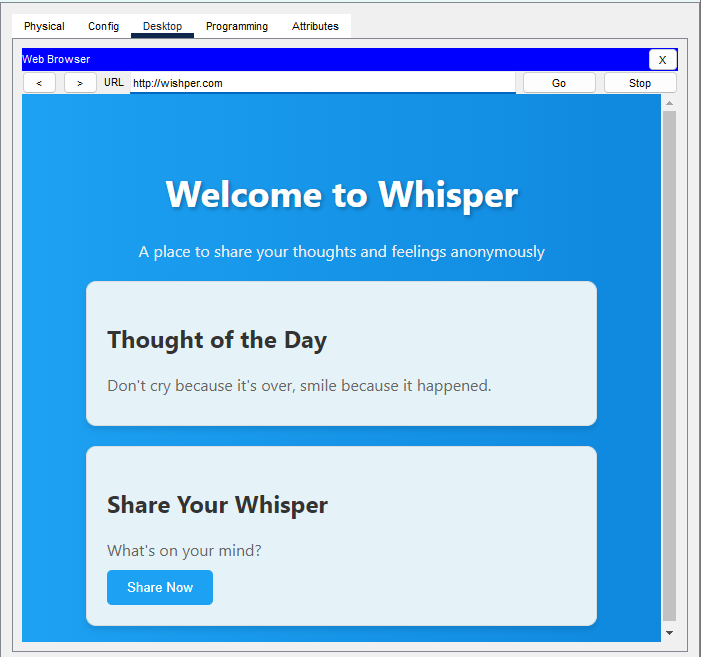 Physical Config Desktop Programming Attributes
Web Browser X
< > URL http://wishper.com Go Stop
Welcome to Whisper
A place to share your thoughts and feelings anonymously
Thought of the Day
Don't cry because it's over, smile because it happened.
Share Your Whisper
What's on your mind?
Share Now